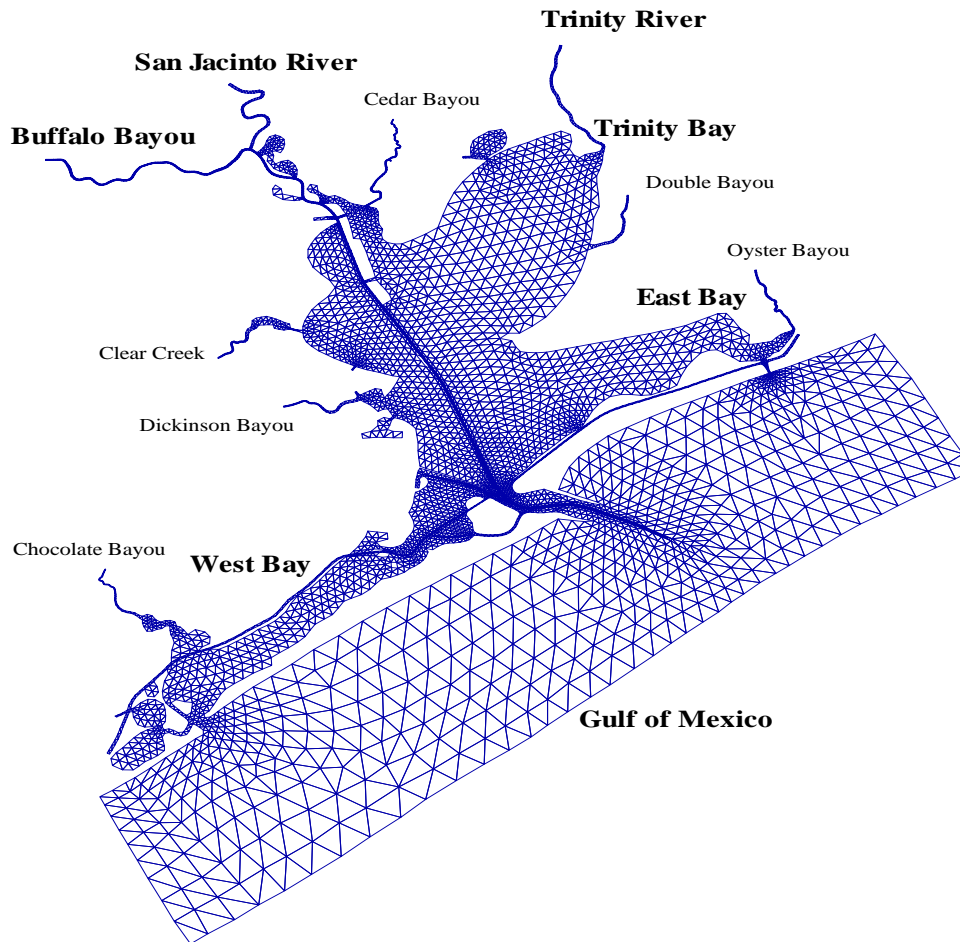 Trinity River
San Jacinto River
Cedar Bayou
Buffalo Bayou
Trinity Bay
Double Bayou
Oyster Bayou
East Bay
Clear Creek
Dickinson Bayou
Chocolate Bayou
West Bay
Gulf of Mexico